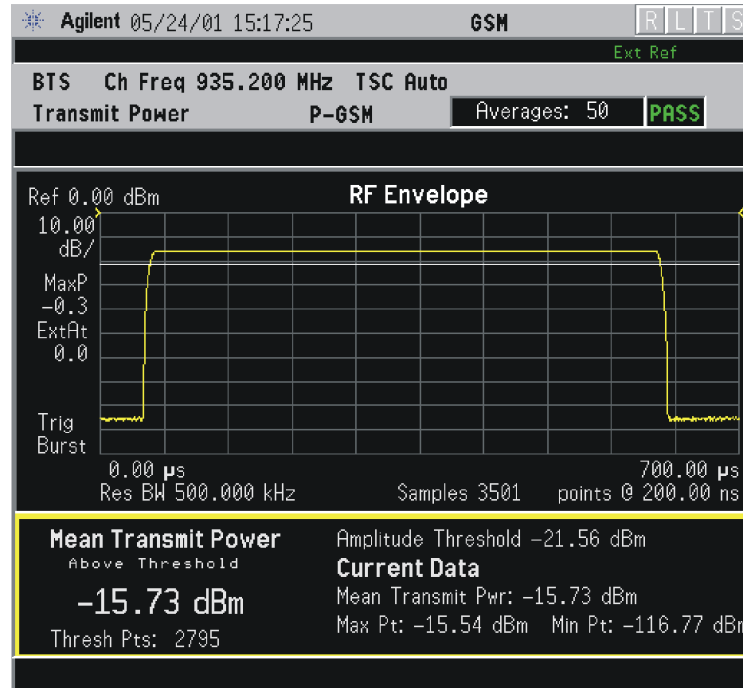 Agilent 05/24/01 15:17:25 GSM R L T S
Ext Ref
BTS Ch Freq 935.200 MHz TSC Auto
Transmit Power P-GSM Averages: 50 PASS
Ref 0.00 dBm RF Envelope
10.00
dB/
MaxP
-0.3
ExtAt
0.0
Trig
Burst
0.00 µs 700.00 µs
Res BW 500.000 kHz Samples 3501 points @ 200.00 ns
Mean Transmit Power
Above Threshold
-15.73 dBm
Thresh Pts: 2795
Amplitude Threshold -21.56 dBm
Current Data
Mean Transmit Pwr: -15.73 dBm
Max Pt: -15.54 dBm Min Pt: -116.77 dBm